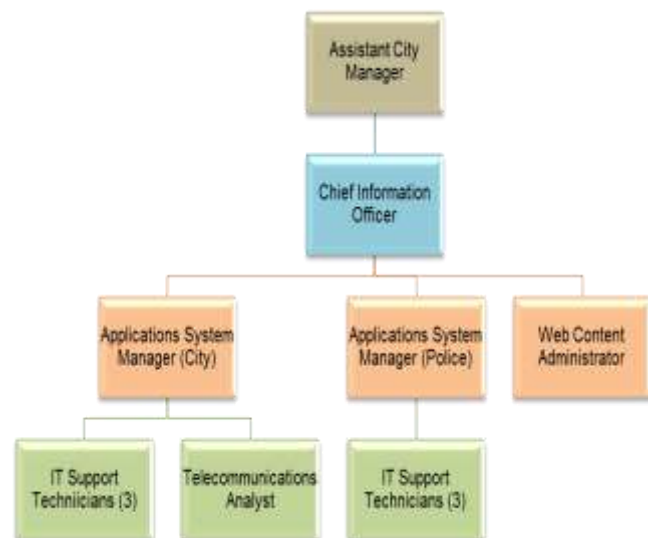 Assistant City
Manager
Chief Information
Officer
Applications System
Manager (City)
Applications System
Manager (Police)
Web Content
Administrator
IT Support
Techniicians (3)
Telecommunications
Analyst
IT Support
Technicians (3)